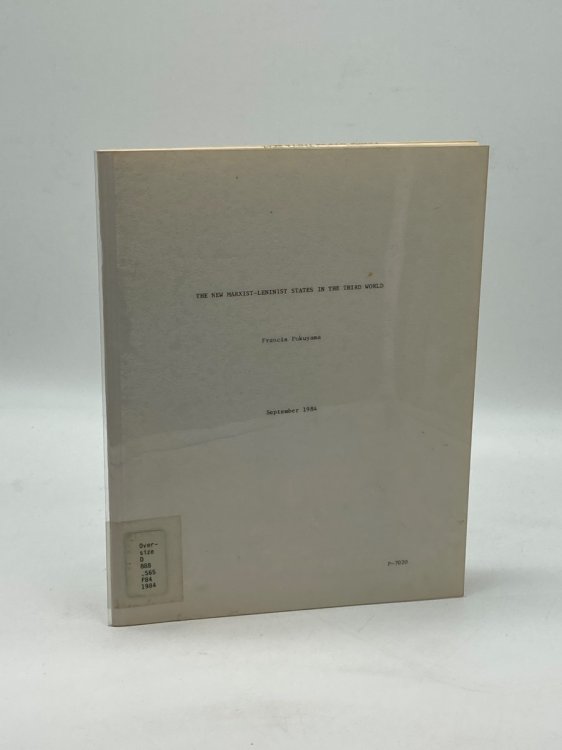 THE NEW MARXIST-LENINIST STATES IN THE THIRD WORLD
Francis Fukuyama
September 1984
P-7020
Over-
size
D
888
.S65
F84
1984